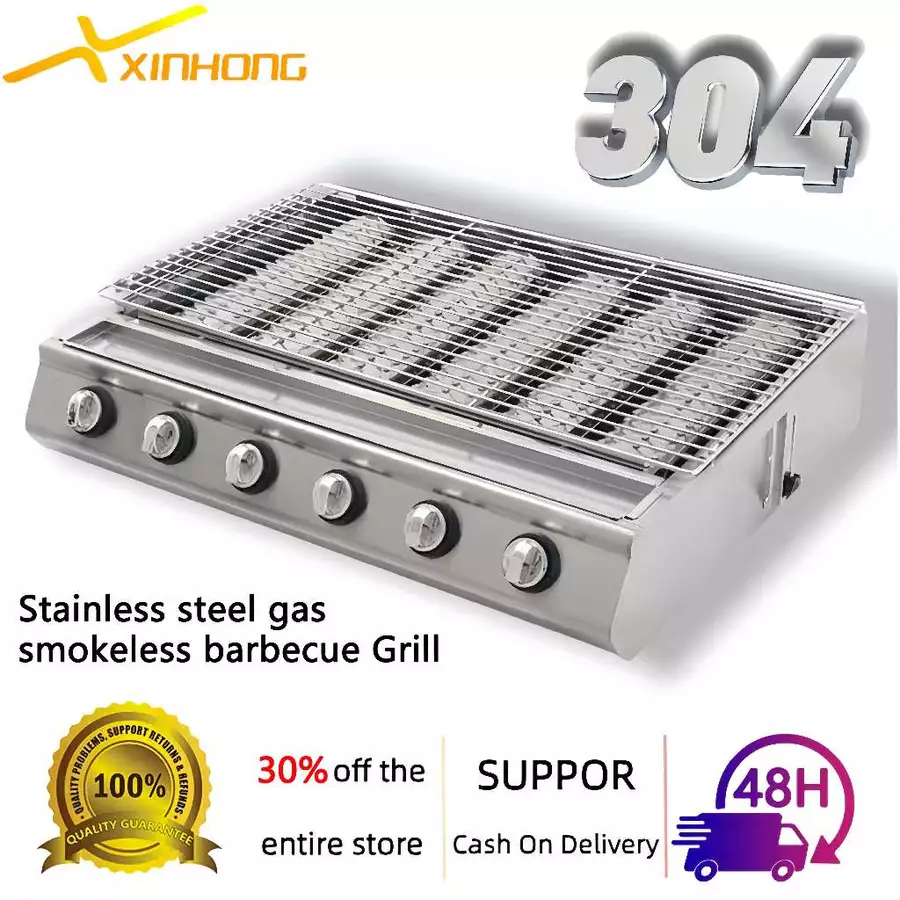 XINHONG
304
Stainless steel gas
smokeless barbecue Grill
QUALITY PROBLEMS, SUPPORT RETURNS & REFUNDS
100%
QUALITY GUARANTEE
30% off the
entire store
SUPPOR
Cash On Delivery
48H